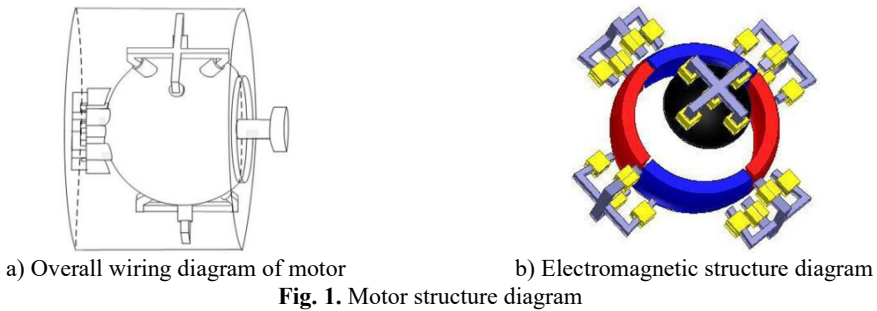 a) Overall wiring diagram of motor
b) Electromagnetic structure diagram
Fig. 1. Motor structure diagram